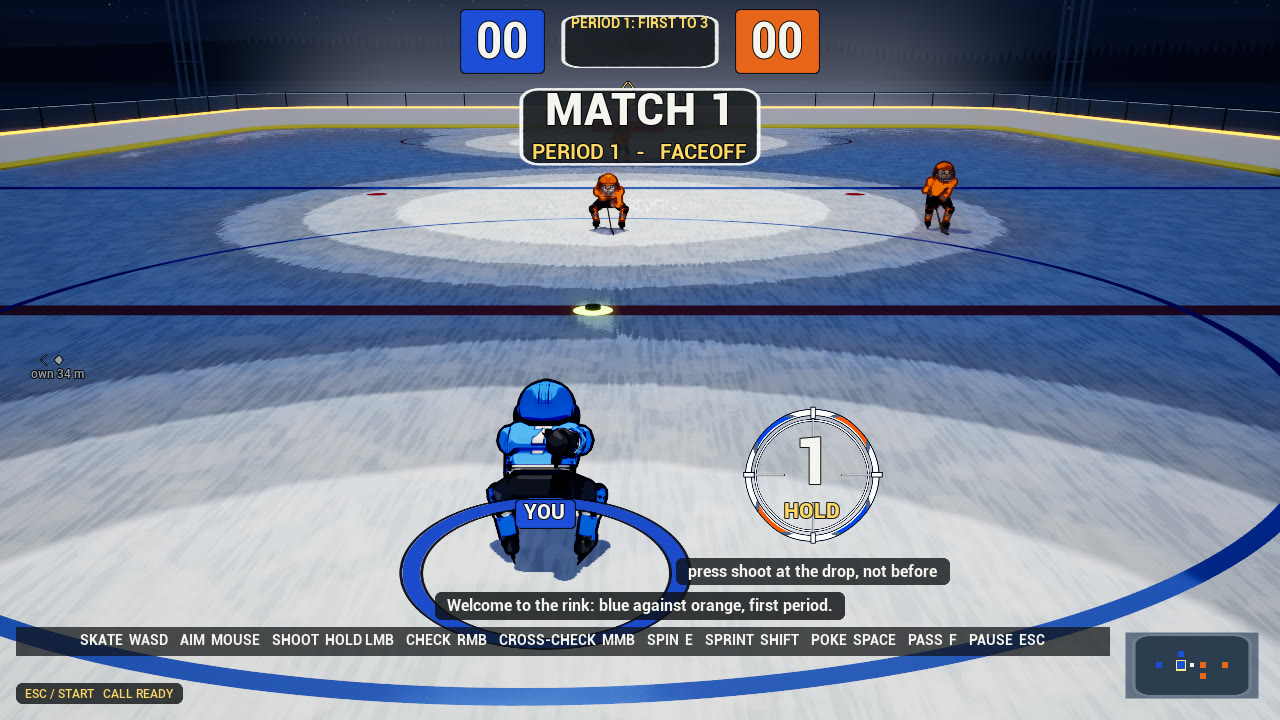 00
PERIOD 1: FIRST TO 3
00
MATCH 1
PERIOD 1 - FACEOFF
own 34 m
1
HOLD
YOU
press shoot at the drop, not before
Welcome to the rink: blue against orange, first period.
SKATE WASD AIM MOUSE SHOOT HOLD LMB CHECK RMB CROSS-CHECK MMB SPIN E SPRINT SHIFT POKE SPACE PASS F PAUSE ESC
ESC / START CALL READY